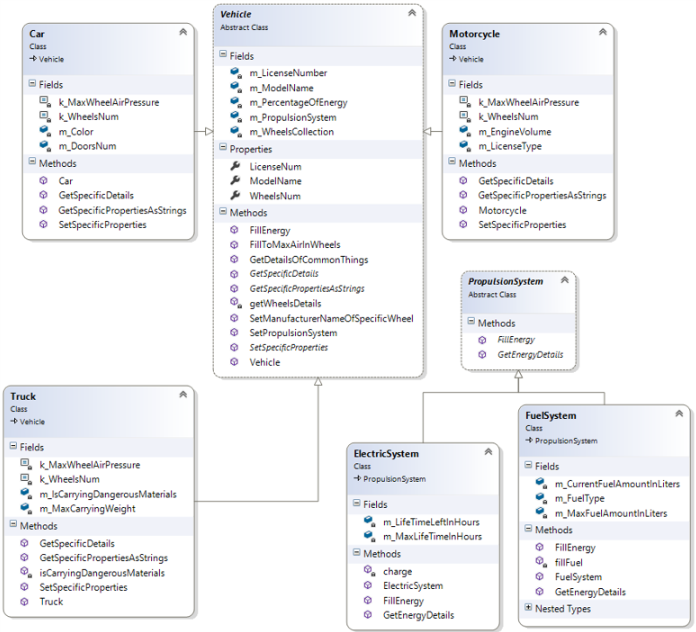 Car
Class
Vehicle
Fields
k_MaxWheelAirPressure
k_WheelsNum
m_Color
m_DoorsNum
Methods
Car
GetSpecificDetails
GetSpecificPropertiesAsStrings
SetSpecificProperties
Vehicle
Abstract Class
Fields
m_LicenseNumber
m_ModelName
m_PercentageOfEnergy
m_PropulsionSystem
m_WheelsCollection
Properties
LicenseNum
ModelName
WheelsNum
Methods
FillEnergy
FillToMaxAirInWheels
GetDetailsOfCommonThings
GetSpecificDetails
GetSpecificPropertiesAsStrings
getWheelsDetails
SetManufacturerNameOfSpecificWheel
SetPropulsionSystem
SetSpecificProperties
Vehicle
Motorcycle
Class
Vehicle
Fields
k_MaxWheelAirPressure
k_WheelsNum
m_EngineVolume
m_LicenseType
Methods
GetSpecificDetails
GetSpecificPropertiesAsStrings
Motorcycle
SetSpecificProperties
PropulsionSystem
Abstract Class
Methods
FillEnergy
GetEnergyDetails
Truck
Class
Vehicle
Fields
k_MaxWheelAirPressure
k_WheelsNum
m_IsCarryingDangerousMaterials
m_MaxCarryingWeight
Methods
GetSpecificDetails
GetSpecificPropertiesAsStrings
isCarryingDangerousMaterials
SetSpecificProperties
Truck
ElectricSystem
Class
PropulsionSystem
Fields
m_LifeTimeLeftInHours
m_MaxLifeTimeInHours
Methods
charge
ElectricSystem
FillEnergy
GetEnergyDetails
FuelSystem
Class
PropulsionSystem
Fields
m_CurrentFuelAmountInLiters
m_FuelType
m_MaxFuelAmountInLiters
Methods
FillEnergy
fillFuel
FuelSystem
GetEnergyDetails
Nested Types